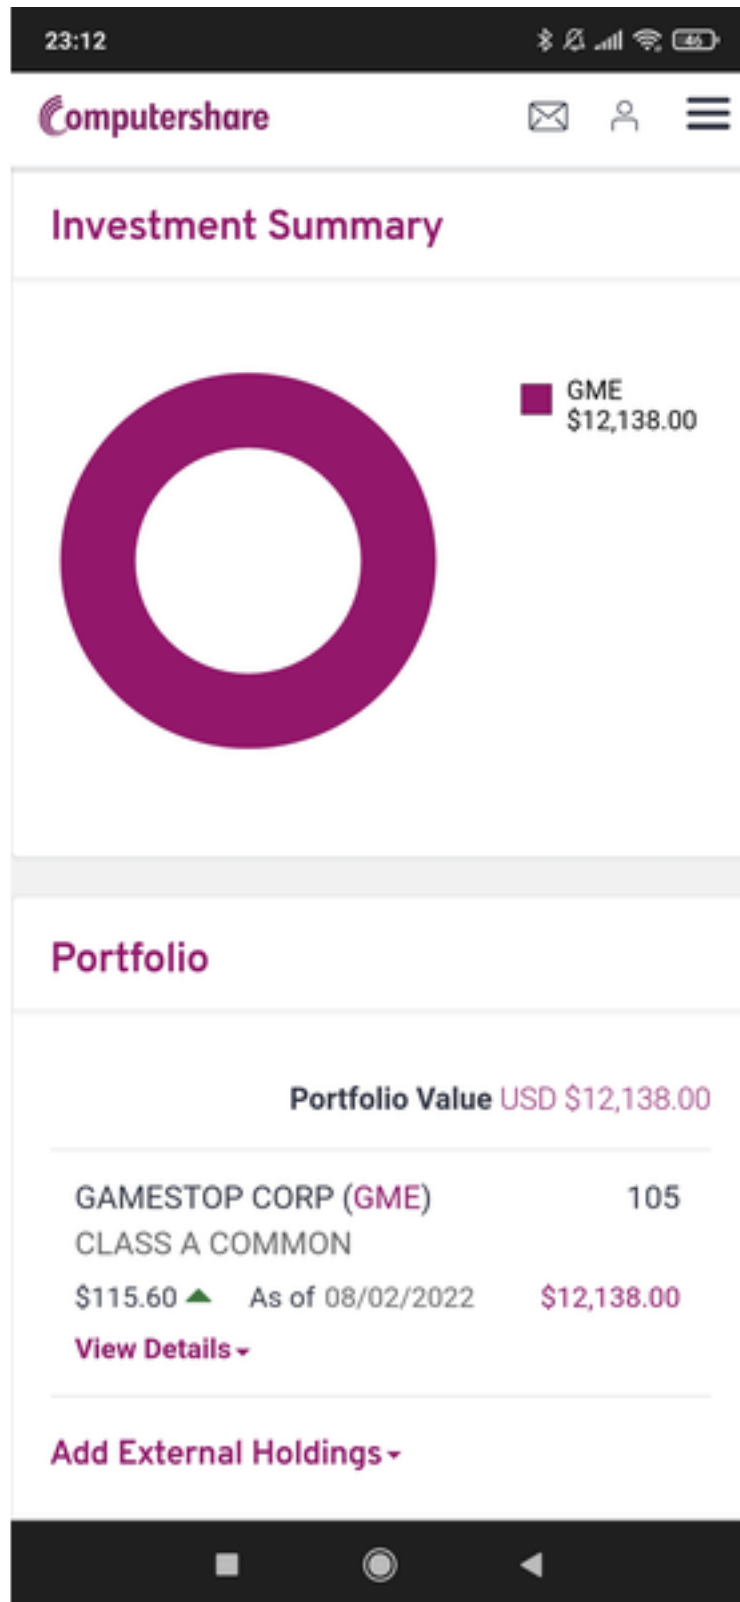 23:12
46
Computershare
Investment Summary
GME
$12,138.00
Portfolio
Portfolio Value USD $12,138.00
GAMESTOP CORP (GME) 105
CLASS A COMMON
$115.60 As of 08/02/2022 $12,138.00
View Details
Add External Holdings